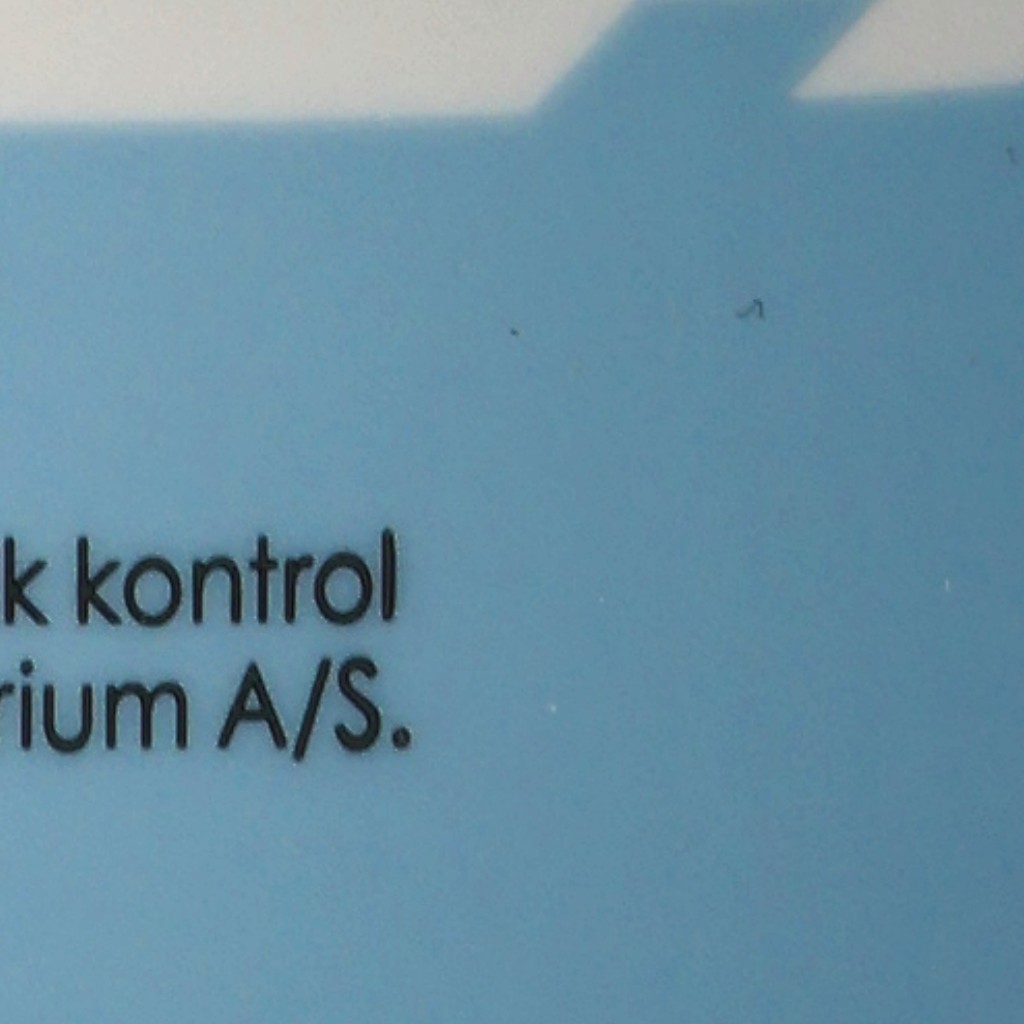 k kontrol
rium A/S.